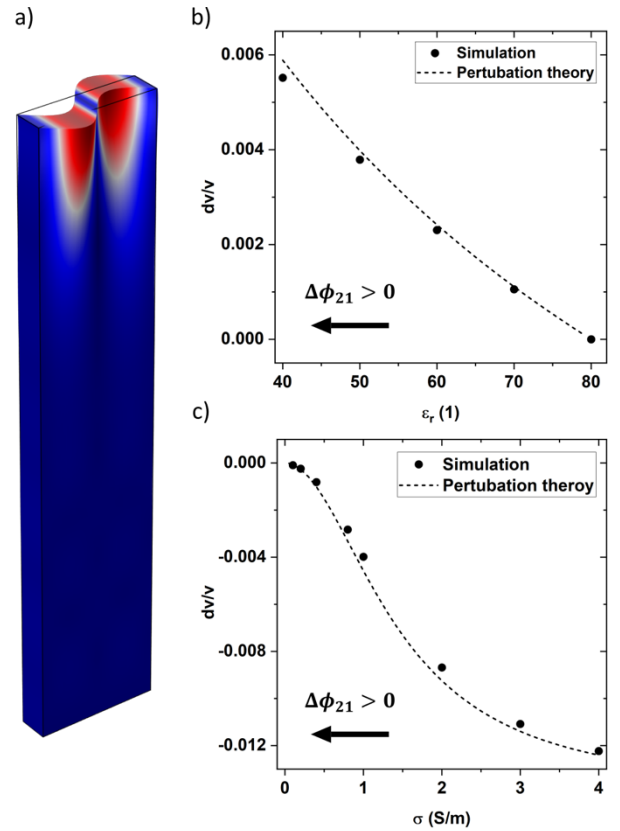 a)
b)
0.006
0.004
0.002
0.000
dv/v
Simulation
Pertubation theory
Δϕ₂₁ > 0
40
50
60
70
80
εᵣ (1)
c)
0.000
-0.004
-0.008
-0.012
dv/v
Simulation
Pertubation theroy
Δϕ₂₁ > 0
0
1
2
3
4
σ (S/m)